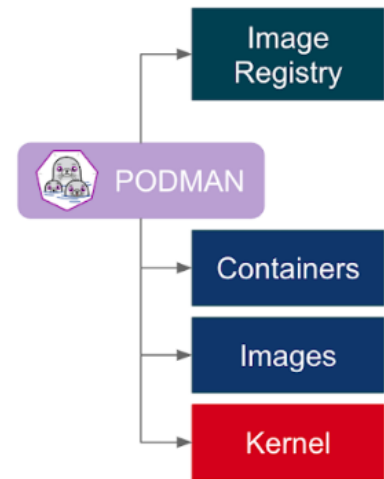 Image
Registry
PODMAN
Containers
Images
Kernel